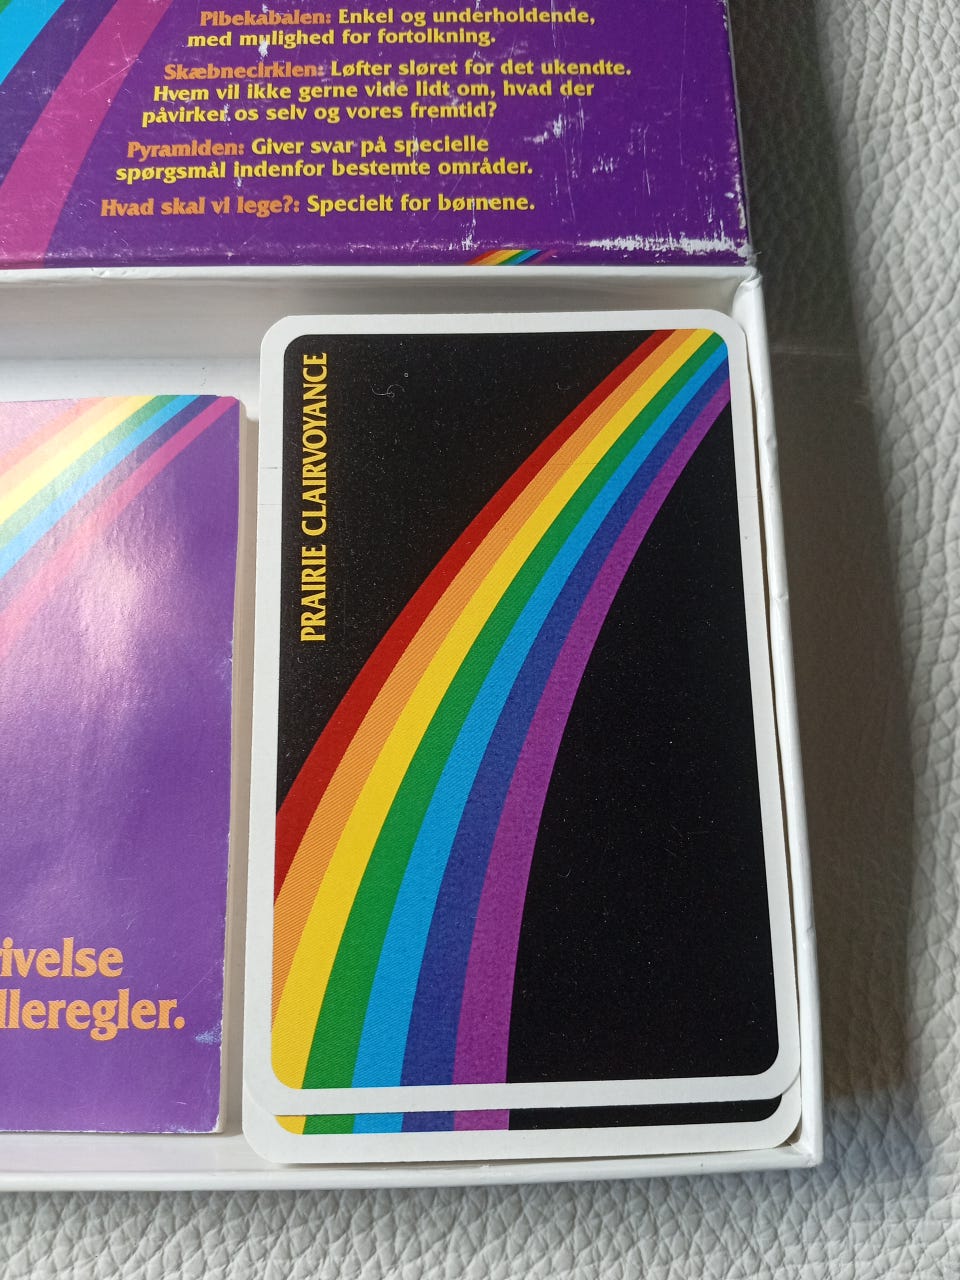 Pibekabalen: Enkel og underholdende,
med mulighed for fortolkning.
Skæbnecirklen: Løfter sløret for det ukendte.
Hvem vil ikke gerne vide lidt om, hvad der
påvirker os selv og vores fremtid?
Pyramiden: Giver svar på specielle
spørgsmål indenfor bestemte områder.
Hvad skal vi lege?: Specielt for børnene.
PRAIRIE CLAIRVOYANCE
ivelse
lleregler.